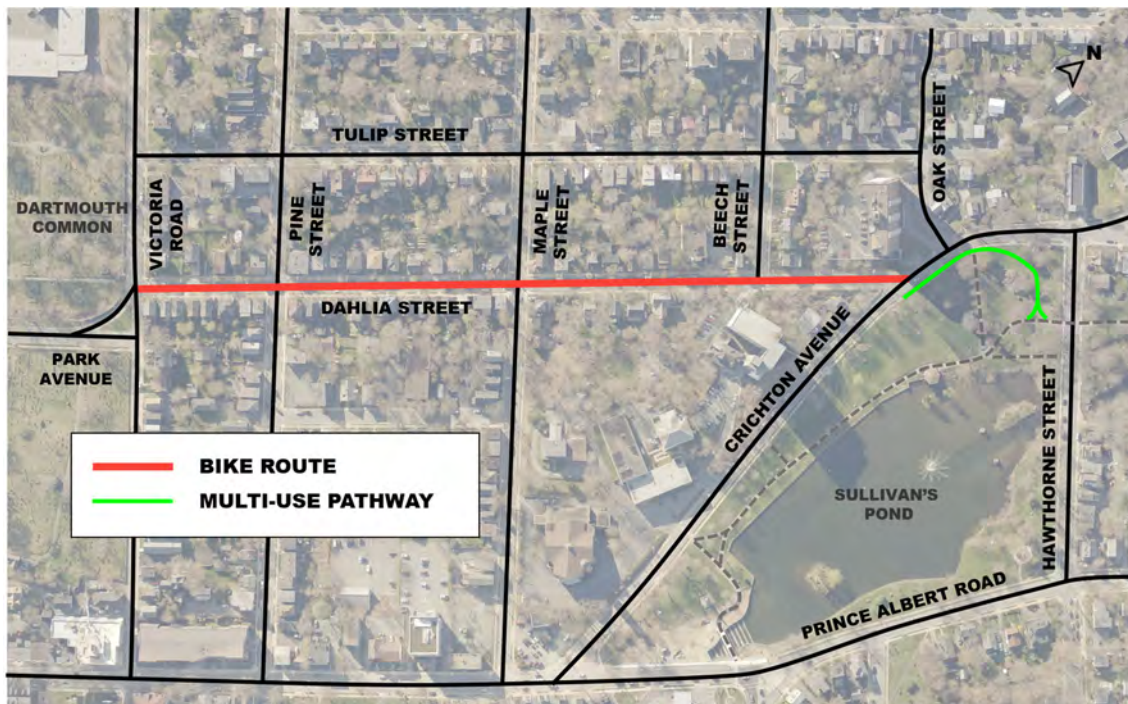 N
OAK STREET
TULIP STREET
DARTMOUTH
COMMON
VICTORIA
ROAD
PINE
STREET
MAPLE
STREET
BEECH
STREET
DAHLIA STREET
PARK
AVENUE
CRICHTON AVENUE
HAWTHORNE STREET
BIKE ROUTE
MULTI-USE PATHWAY
SULLIVAN'S
POND
PRINCE ALBERT ROAD